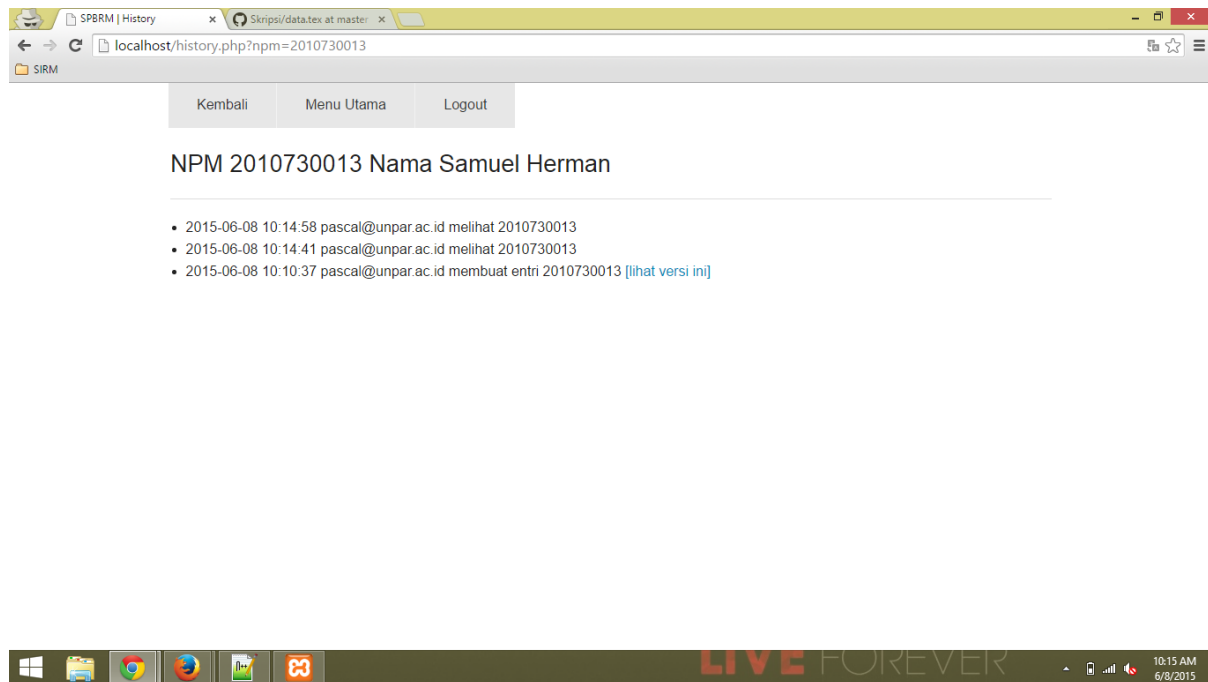 SPBRM | History
Skripsi/data.tex at master
localhost/history.php?npm=2010730013
SIRM
Kembali Menu Utama Logout
NPM 2010730013 Nama Samuel Herman
• 2015-06-08 10:14:58 pascal@unpar.ac.id melihat 2010730013
• 2015-06-08 10:14:41 pascal@unpar.ac.id melihat 2010730013
• 2015-06-08 10:10:37 pascal@unpar.ac.id membuat entri 2010730013 [lihat versi ini]
LIVE FOREVER
10:15 AM
6/8/2015